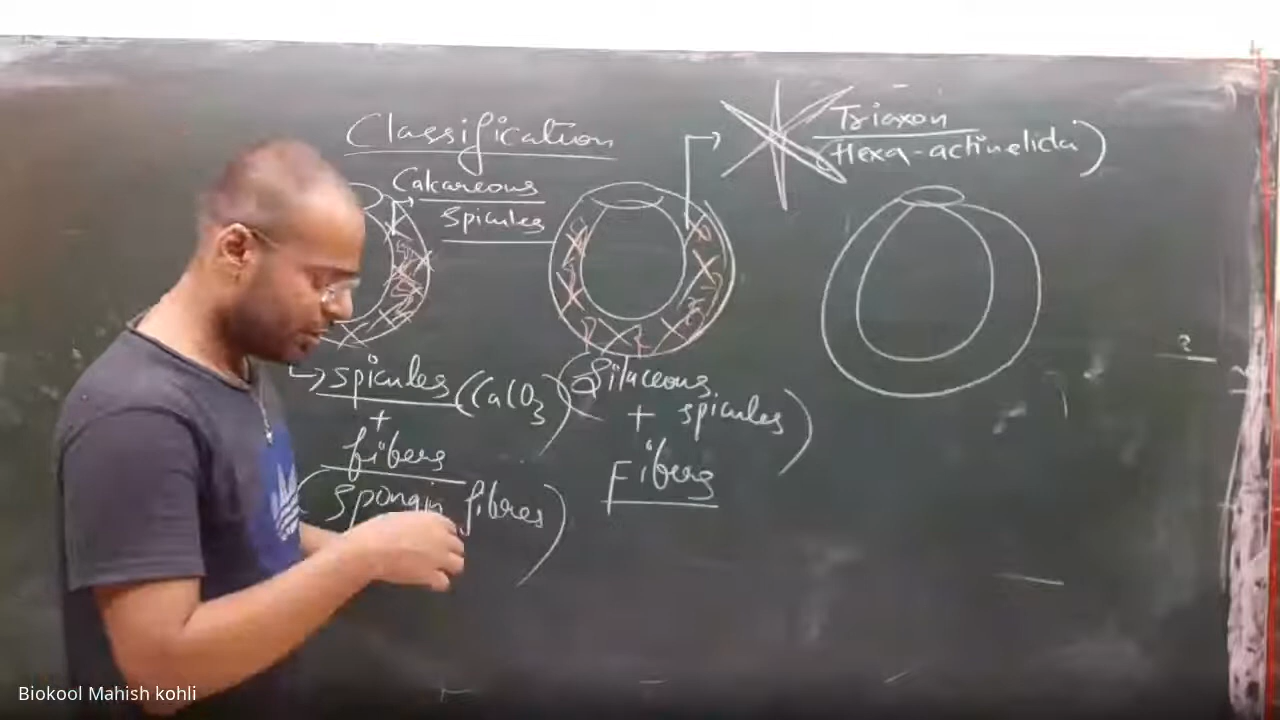 Classification
Calcareous
Spicules
Triaxon
(Hexa-actinelida)
→ spicules (CaCO3)
+
fibers
(Spongin fibres)
(Silaceous
+ spicules)
Fibers
?
Biokool Mahish kohli